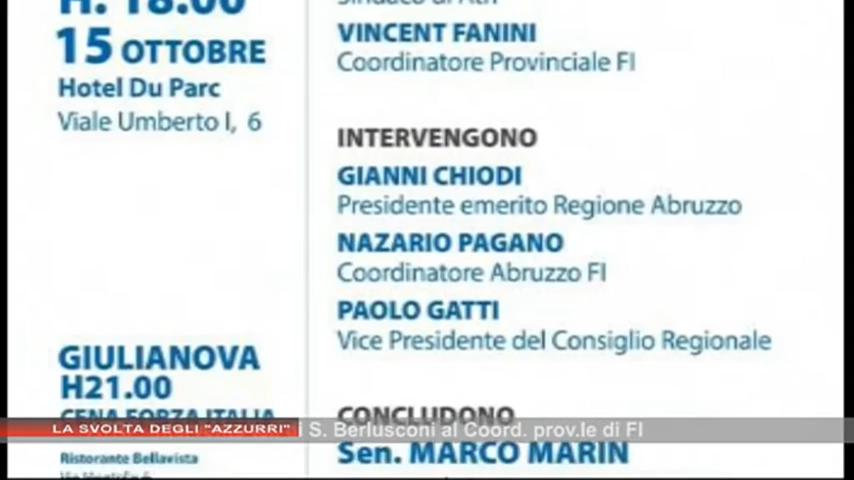 H. 18.00
15 OTTOBRE
Hotel Du Parc
Viale Umberto I, 6
GIULIANOVA
H21.00
CENA FORZA ITALIA
Ristorante Bellavista
Sindaco di Atri
VINCENT FANINI
Coordinatore Provinciale FI
INTERVENGONO
GIANNI CHIODI
Presidente emerito Regione Abruzzo
NAZARIO PAGANO
Coordinatore Abruzzo FI
PAOLO GATTI
Vice Presidente del Consiglio Regionale
CONCLUDONO
Sen. MARCO MARIN
LA SVOLTA DEGLI "AZZURRI" i S. Berlusconi al Coord. prov.le di FI